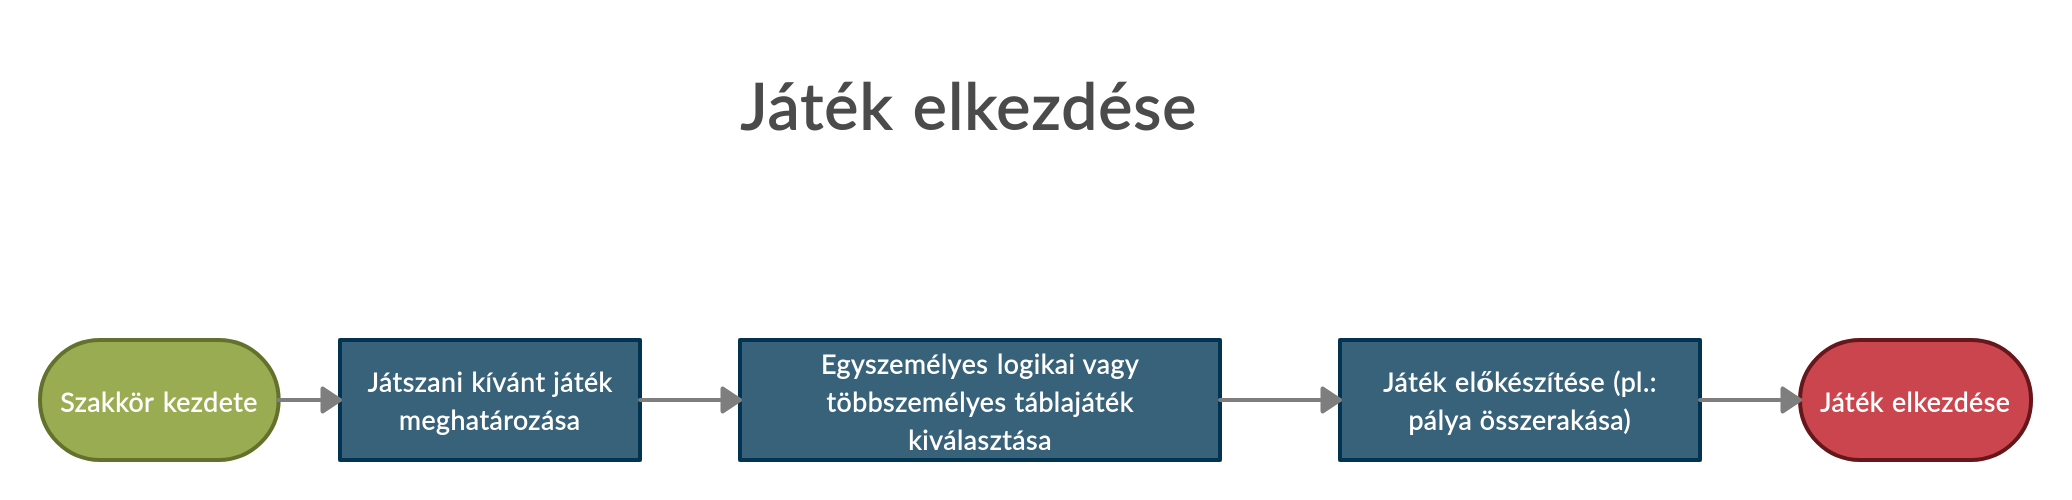 Játék elkezdése
Szakkör kezdete
Játszani kívánt játék
meghatározása
Egyszemélyes logikai vagy
többszemélyes táblajáték
kiválasztása
Játék előkészítése (pl.:
pálya összerakása)
Játék elkezdése